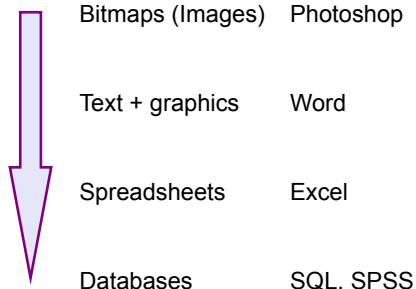 Bitmaps (Images) Photoshop
Text + graphics Word
Spreadsheets Excel
Databases SQL, SPSS